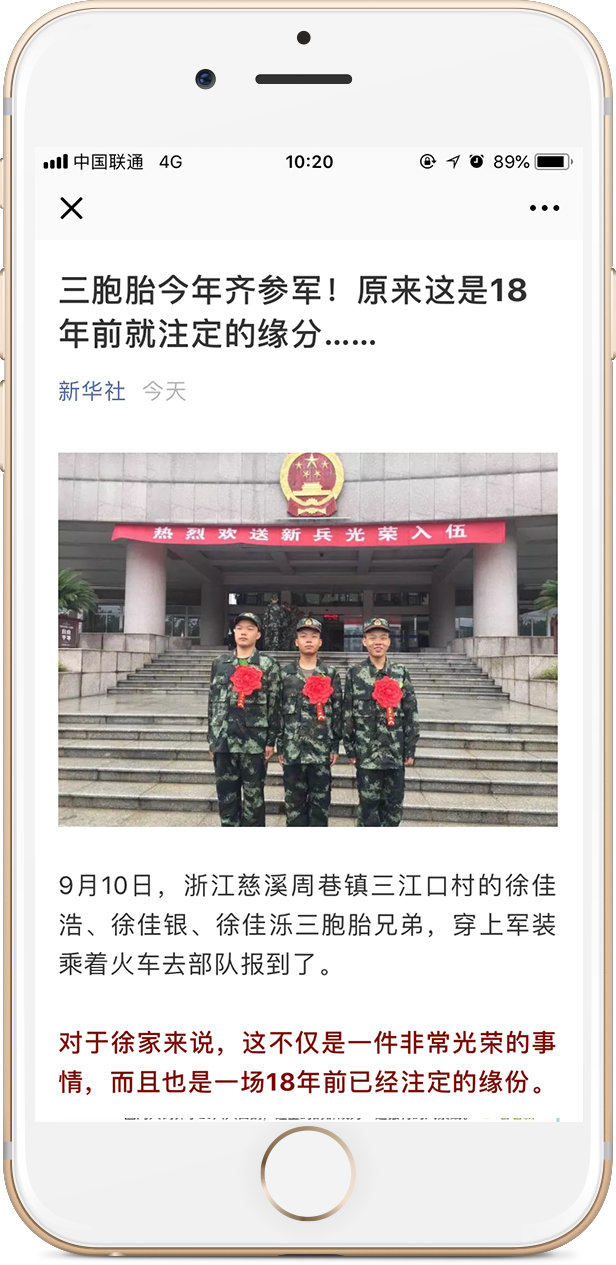 中国联通 4G 10:20 89%
三胞胎今年齐参军！原来这是18
年前就注定的缘分……
新华社 今天
热烈欢送新兵光荣入伍
9月10日，浙江慈溪周巷镇三江口村的徐佳
浩、徐佳银、徐佳泺三胞胎兄弟，穿上军装
乘着火车去部队报到了。
对于徐家来说，这不仅是一件非常光荣的事
情，而且也是一场18年前已经注定的缘份。